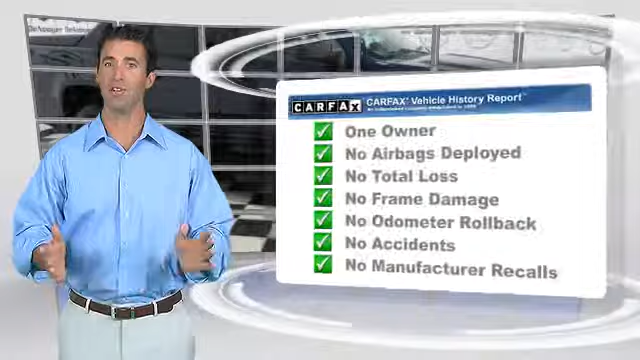 CARFAX CARFAX Vehicle History Report™
One Owner
No Airbags Deployed
No Total Loss
No Frame Damage
No Odometer Rollback
No Accidents
No Manufacturer Recalls